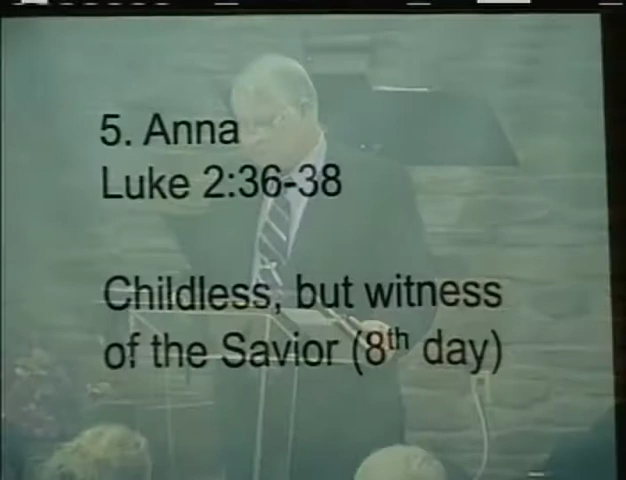 5. Anna
Luke 2:36-38
Childless, but witness
of the Savior (8th day)